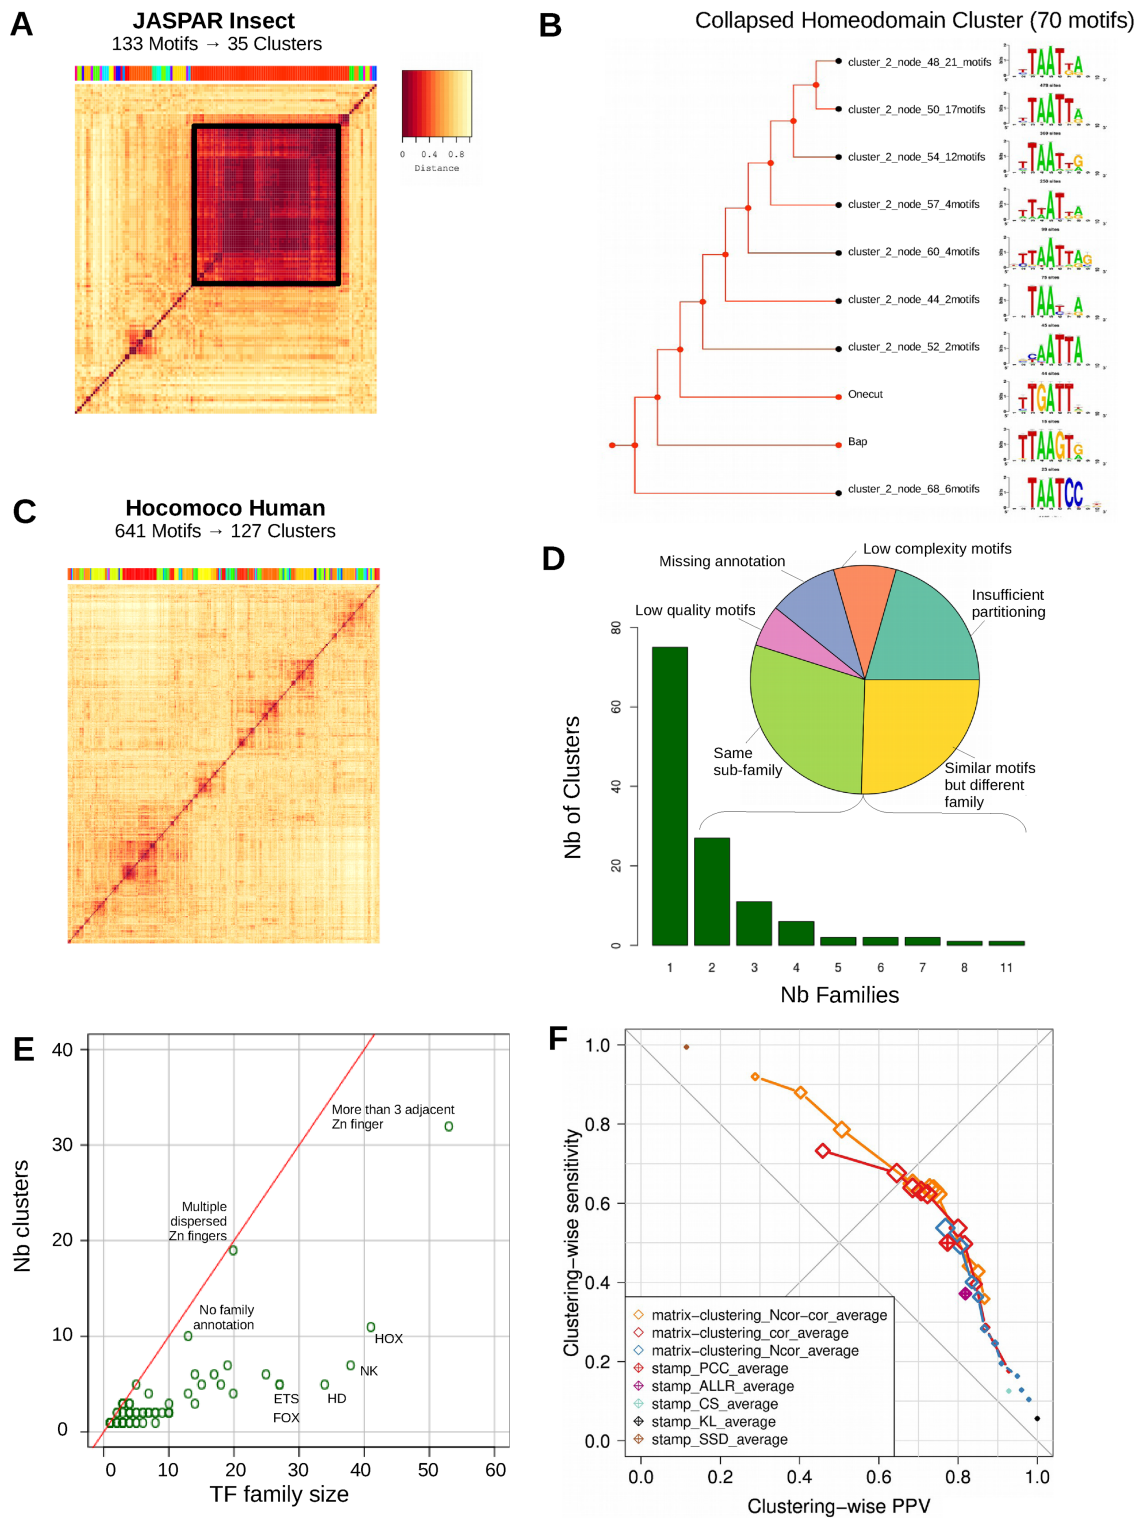 A
JASPAR Insect
133 Motifs → 35 Clusters
0 0.4 0.8
Distance
B
Collapsed Homeodomain Cluster (70 motifs)
cluster_2_node_48_21_motifs
cluster_2_node_50_17motifs
cluster_2_node_54_12motifs
cluster_2_node_57_4motifs
cluster_2_node_60_4motifs
cluster_2_node_44_2motifs
cluster_2_node_52_2motifs
Onecut
Bap
cluster_2_node_68_6motifs
C
Hocomoco Human
641 Motifs → 127 Clusters
D
Low complexity motifs
Missing annotation
Insufficient
partitioning
Low quality motifs
Same
sub-family
Similar motifs
but different
family
80
60
40
20
0
Nb of Clusters
1 2 3 4 5 6 7 8 11
Nb Families
E
40
30
20
10
0
Nb clusters
More than 3 adjacent
Zn finger
Multiple
dispersed
Zn fingers
No family
annotation
HOX
NK
ETS
FOX
HD
0 10 20 30 40 50 60
TF family size
F
1.0
0.8
0.6
0.4
0.2
0.0
Clustering−wise sensitivity
matrix−clustering_Ncor−cor_average
matrix−clustering_cor_average
matrix−clustering_Ncor_average
stamp_PCC_average
stamp_ALLR_average
stamp_CS_average
stamp_KL_average
stamp_SSD_average
0.0 0.2 0.4 0.6 0.8 1.0
Clustering−wise PPV